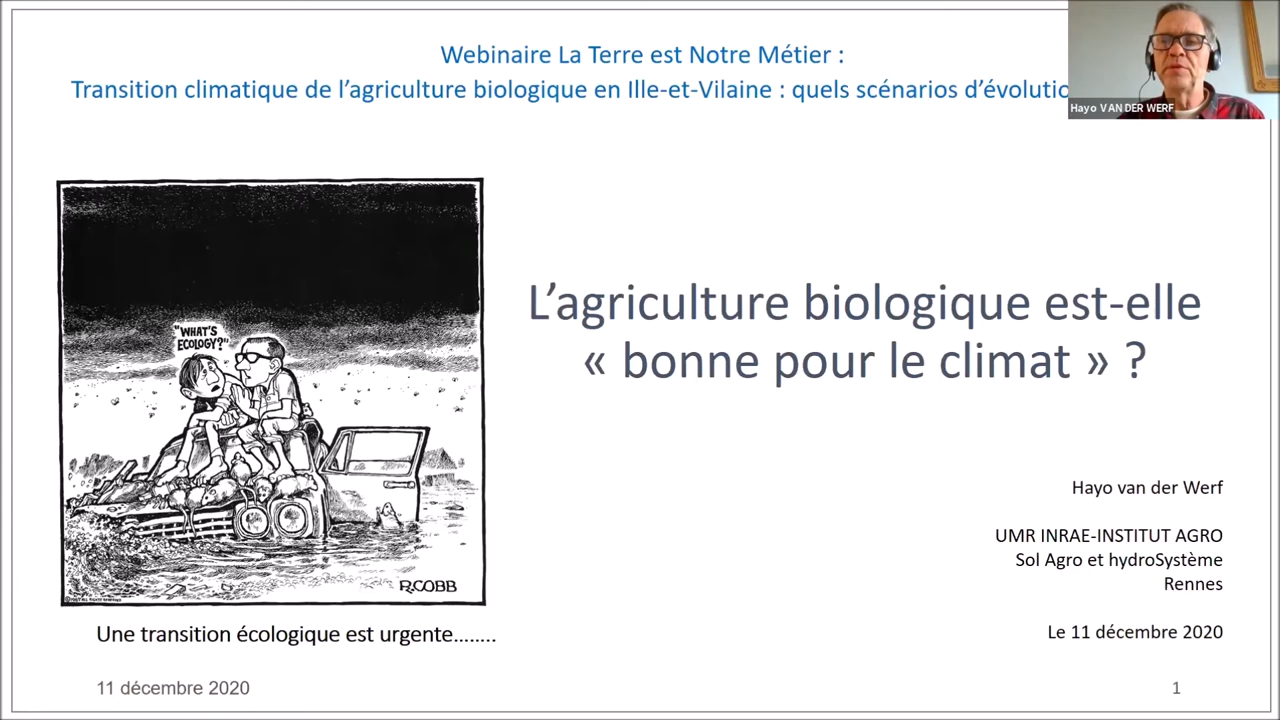 Webinaire La Terre est Notre Métier :
Transition climatique de l’agriculture biologique en Ille-et-Vilaine : quels scénarios
Hayo VAN DER WERF
"WHAT'S
ECOLOGY?"
L’agriculture biologique est-elle
« bonne pour le climat » ?
Hayo van der Werf
UMR INRAE-INSTITUT AGRO
Sol Agro et hydroSystème
Rennes
R.COBB
Une transition écologique est urgente........
Le 11 décembre 2020
11 décembre 2020
1